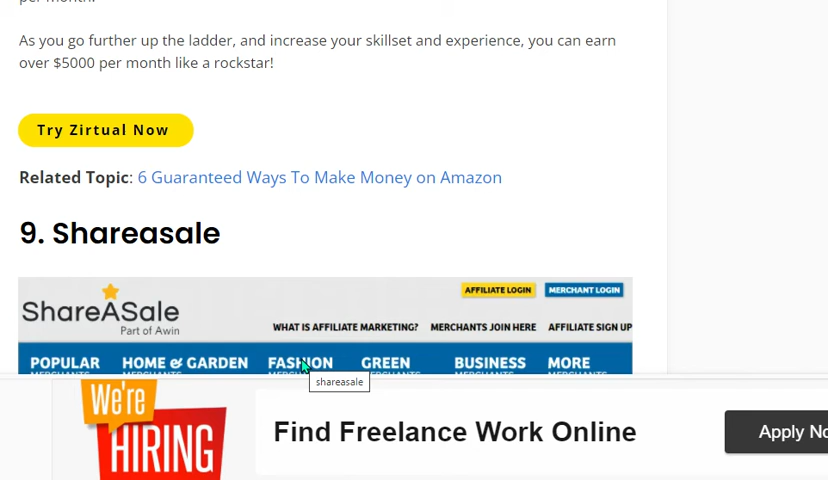 As you go further up the ladder, and increase your skillset and experience, you can earn
over $5000 per month like a rockstar!
Try Zirtual Now
Related Topic: 6 Guaranteed Ways To Make Money on Amazon
9. Shareasale
AFFILIATE LOGIN MERCHANT LOGIN
ShareASale
Part of Awin
WHAT IS AFFILIATE MARKETING? MERCHANTS JOIN HERE AFFILIATE SIGN UP
POPULAR HOME & GARDEN FASHION GREEN BUSINESS MORE
shareasale
We're
HIRING
Find Freelance Work Online
Apply